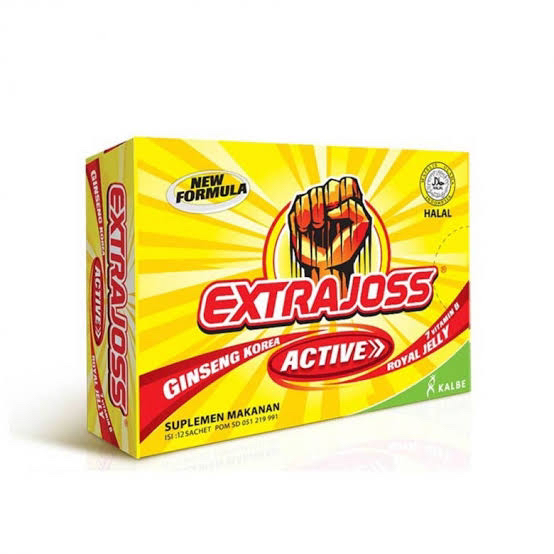 NEW
FORMULA
HALAL
EXTRAJOSS®
GINSENG KOREA
ACTIVE>>
7 VITAMIN B
ROYAL JELLY
KALBE
SUPLEMEN MAKANAN
ISI :12 SACHET POM SD 051 219 991
GINSENG KOREA
EXTRAJOSS
ACTIVE>>
ROYAL JELLY